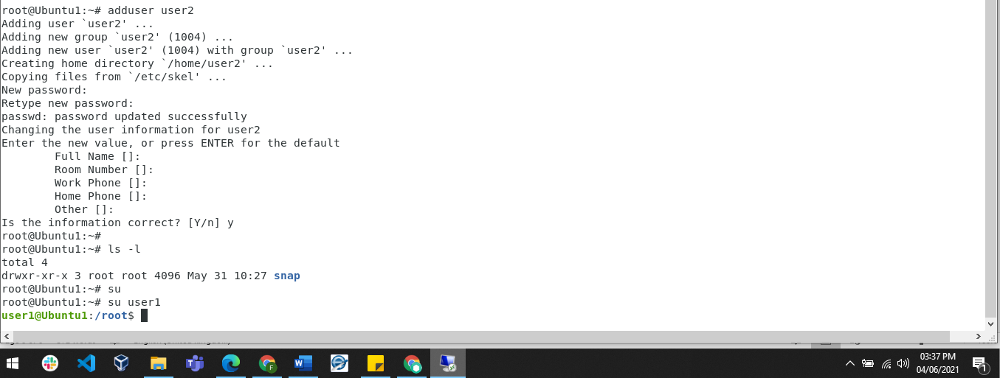 root@Ubuntu1:~# adduser user2
Adding user `user2' ...
Adding new group `user2' (1004) ...
Adding new user `user2' (1004) with group `user2' ...
Creating home directory `/home/user2' ...
Copying files from `/etc/skel' ...
New password:
Retype new password:
passwd: password updated successfully
Changing the user information for user2
Enter the new value, or press ENTER for the default
        Full Name []:
        Room Number []:
        Work Phone []:
        Home Phone []:
        Other []:
Is the information correct? [Y/n] y
root@Ubuntu1:~#
root@Ubuntu1:~# ls -l
total 4
drwxr-xr-x 3 root root 4096 May 31 10:27 snap
root@Ubuntu1:~# su
root@Ubuntu1:~# su user1
user1@Ubuntu1:/root$
03:37 PM
04/06/2021
1